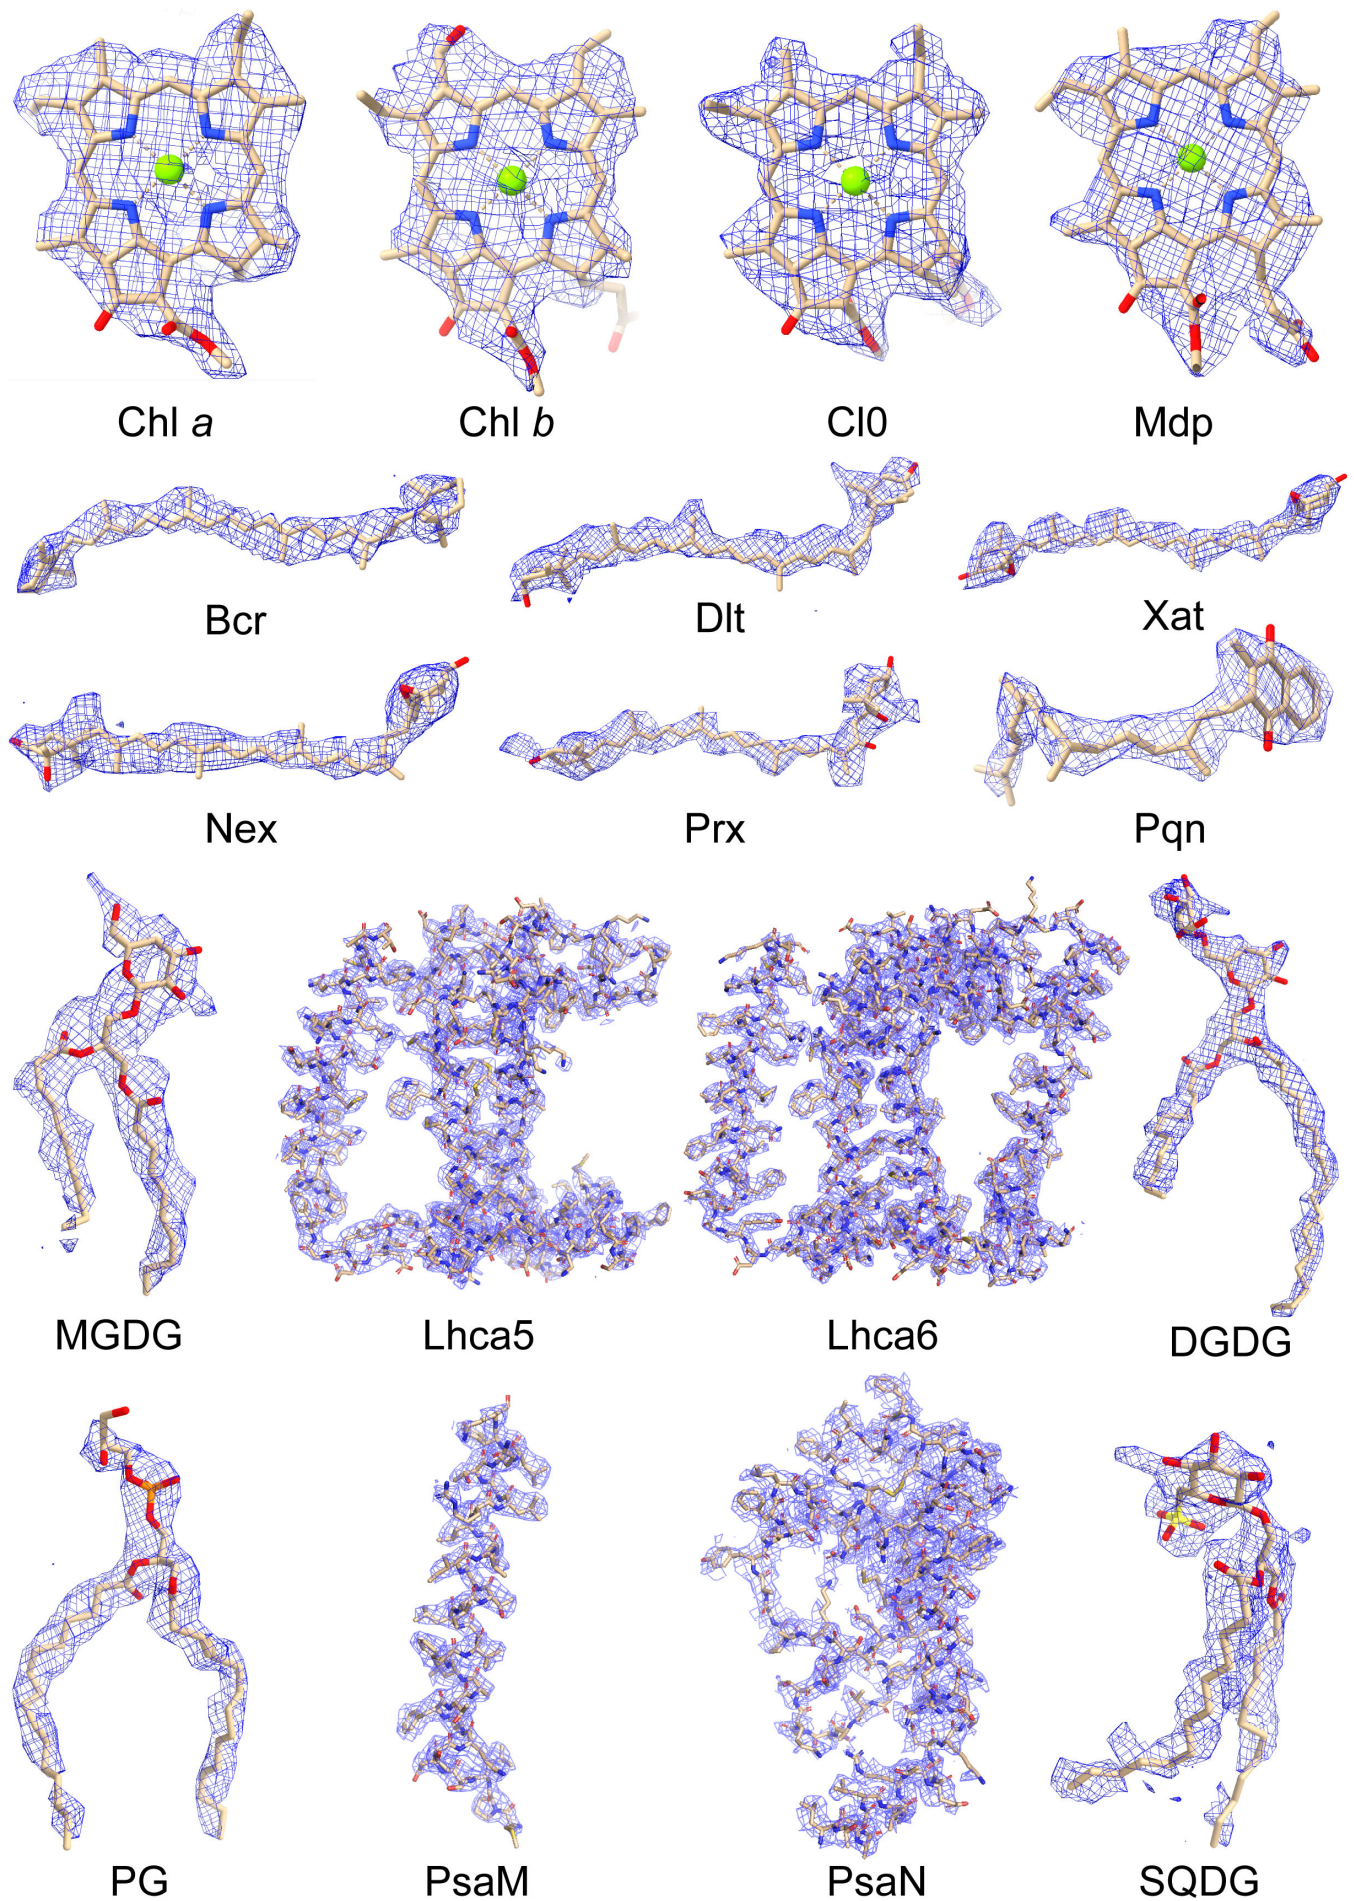 Chl a
Chl b
Cl0
Mdp
Bcr
Dlt
Xat
Nex
Prx
Pqn
MGDG
Lhca5
Lhca6
DGDG
PG
PsaM
PsaN
SQDG